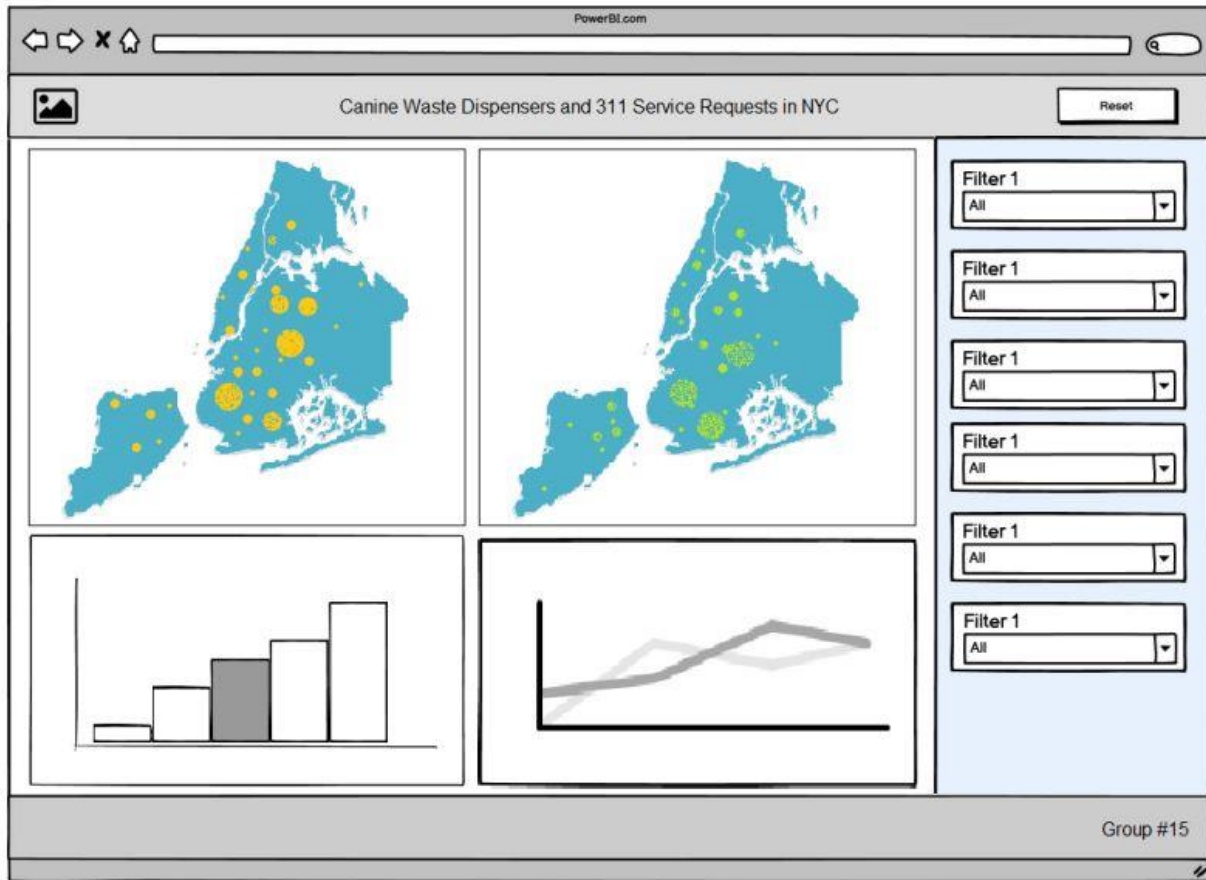 PowerBI.com
Canine Waste Dispensers and 311 Service Requests in NYC
Reset
Filter 1
All
Filter 1
All
Filter 1
All
Filter 1
All
Filter 1
All
Filter 1
All
Group #15